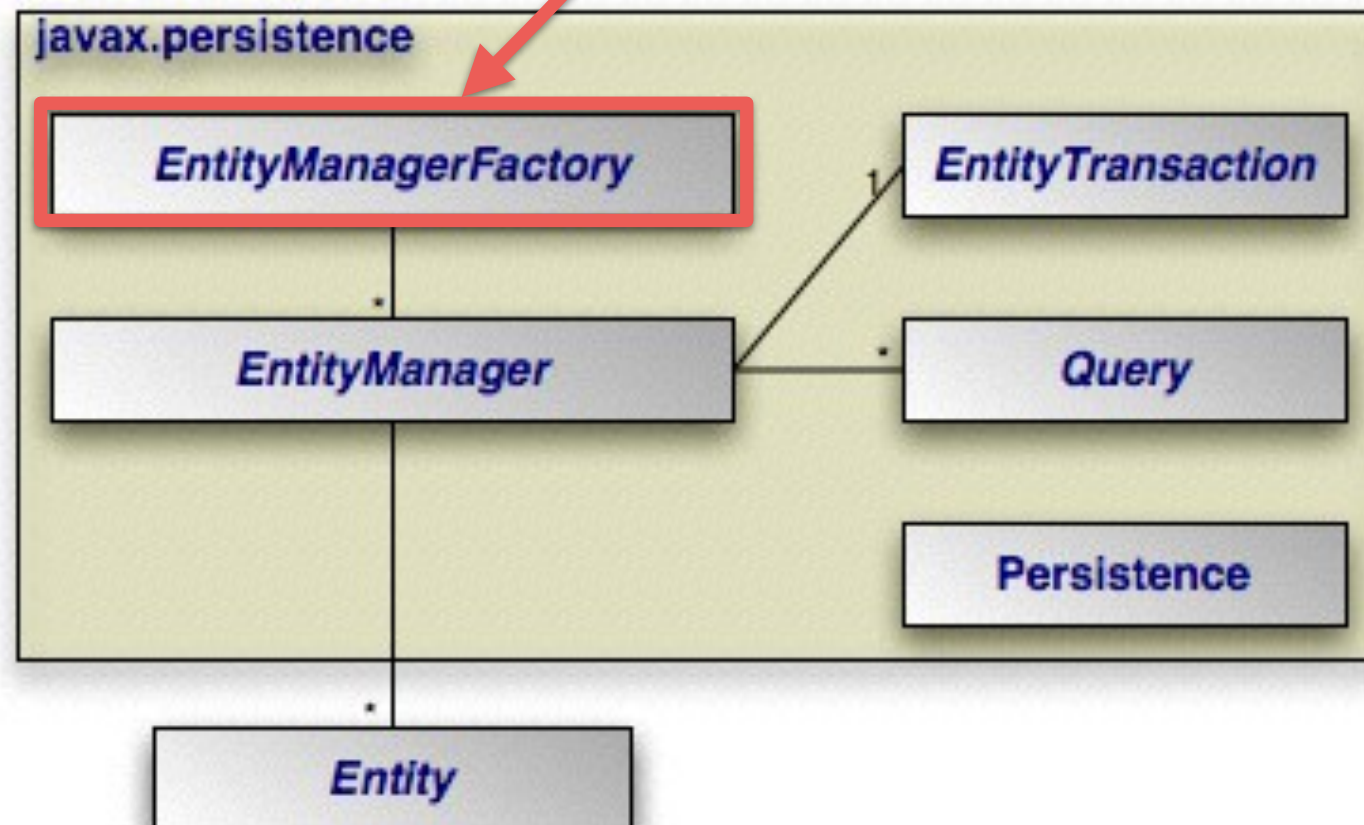 javax.persistence
EntityManagerFactory
EntityTransaction
1
*
EntityManager
*
Query
Persistence
*
Entity